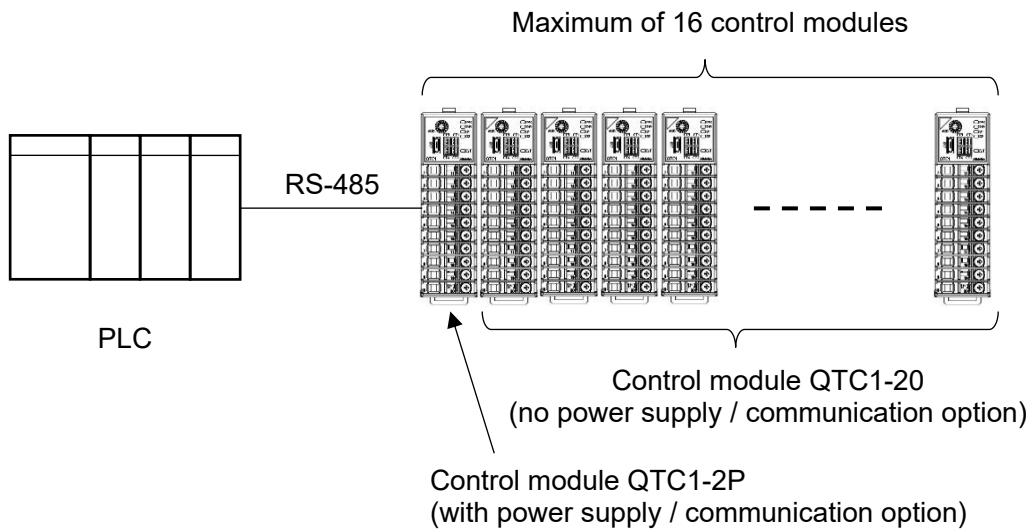 Maximum of 16 control modules
RS-485
PLC
Control module QTC1-20
(no power supply / communication option)
Control module QTC1-2P
(with power supply / communication option)